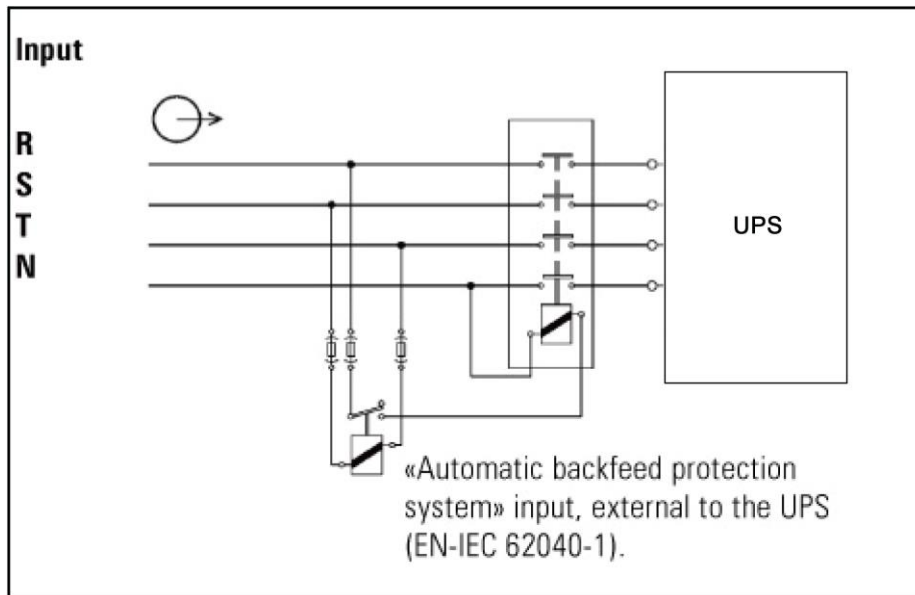 Input
R
S
T
N
UPS
«Automatic backfeed protection
system» input, external to the UPS
(EN-IEC 62040-1).